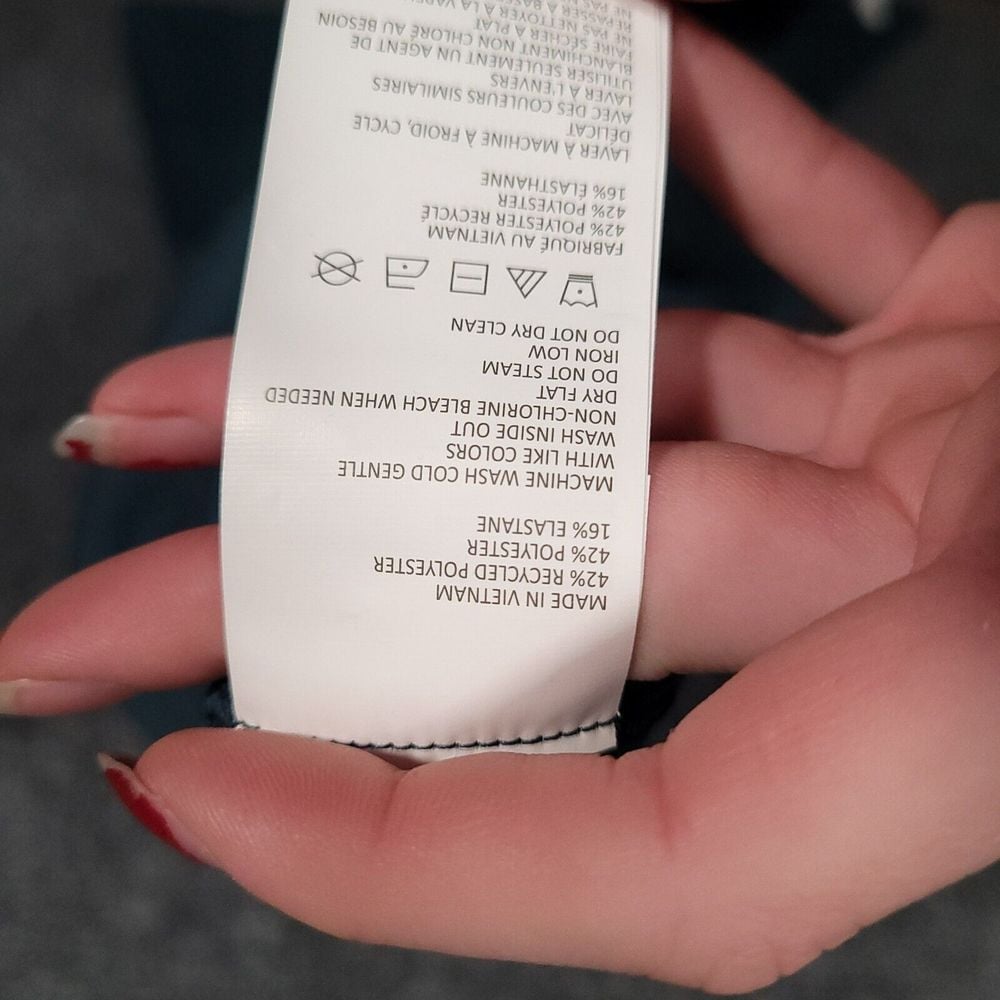 MADE IN VIETNAM
42% RECYCLED POLYESTER
42% POLYESTER
16% ELASTANE
MACHINE WASH COLD GENTLE
WITH LIKE COLORS
WASH INSIDE OUT
NON-CHLORINE BLEACH WHEN NEEDED
DRY FLAT
DO NOT STEAM
IRON LOW
DO NOT DRY CLEAN
FABRIQUÉ AU VIETNAM
42% POLYESTER RECYCLÉ
42% POLYESTER
16% ÉLASTHANNE
LAVER À MACHINE À FROID, CYCLE
DÉLICAT
AVEC DES COULEURS SIMILAIRES
LAVER À L'ENVERS
UTILISER SEULEMENT UN AGENT DE
BLANCHIMENT NON CHLORÉ AU BESOIN
FAIRE SÉCHER À PLAT
NE PAS NETTOYER À LA
NE PASSER À